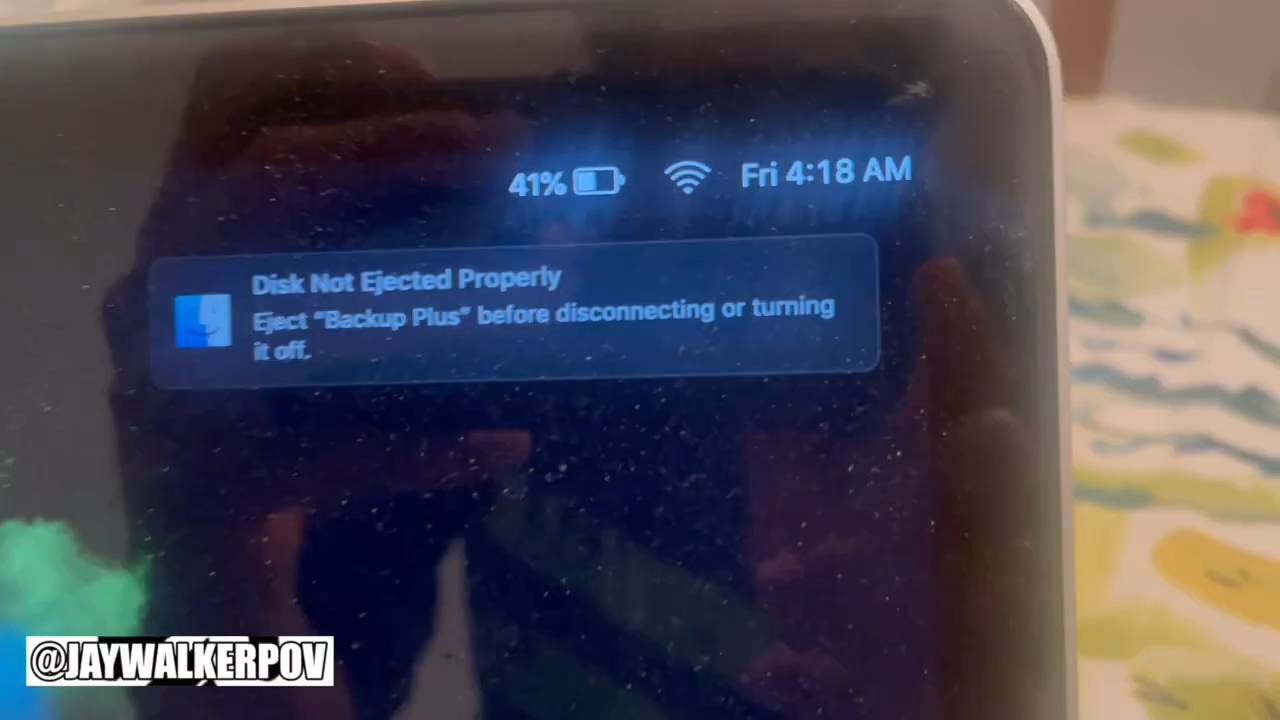 41% Fri 4:18 AM
Disk Not Ejected Properly
Eject “Backup Plus” before disconnecting or turning
it off.
@JAYWALKERPOV